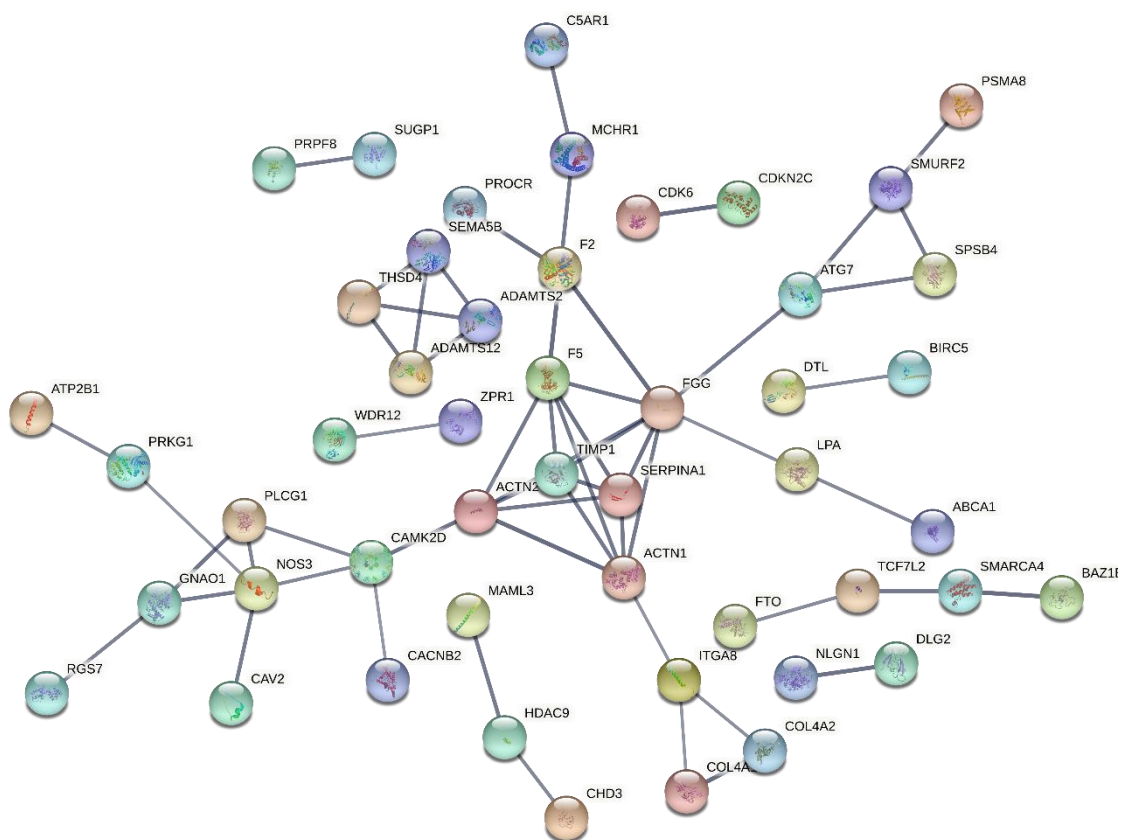 C5AR1
PSMA8
MCHR1
SUGP1
PRPF8
SMURF2
PROCR
CDK6
CDKN2C
SEMA5B
F2
SPSB4
ATG7
THSD4
ADAMTS2
ADAMTS12
F5
BIRC5
DTL
FGG
ATP2B1
ZPR1
WDR12
PRKG1
TIMP1
LPA
SERPINA1
ACTN2
PLCG1
ABCA1
CAMK2D
ACTN1
NOS3
GNAO1
TCF7L2
SMARCA4
BAZ1B
MAML3
FTO
DLG2
NLGN1
ITGA8
RGS7
CACNB2
CAV2
HDAC9
COL4A2
CHD3